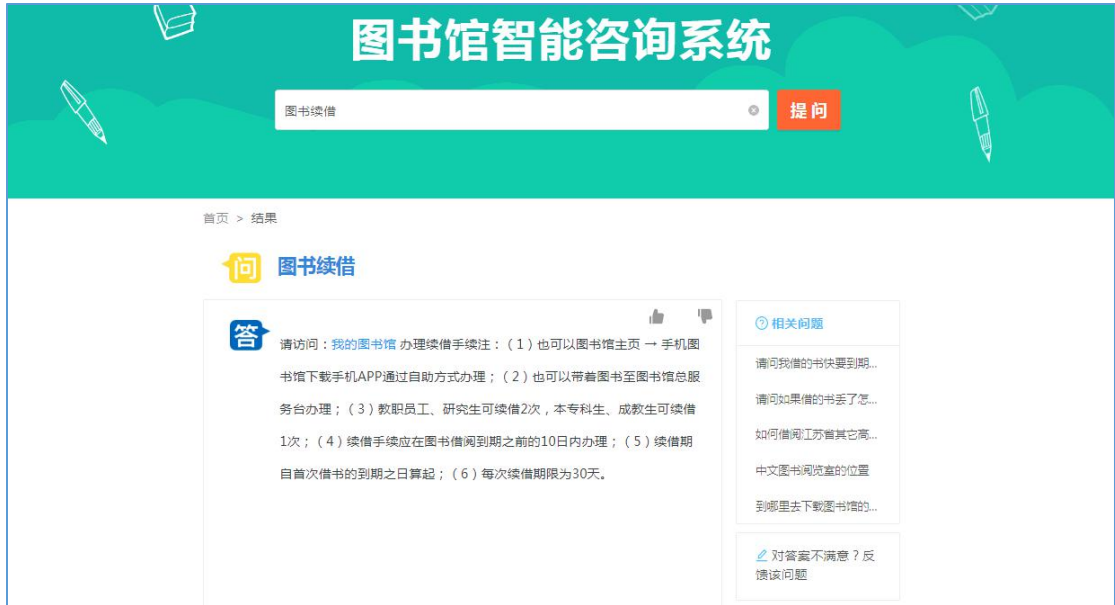 图书馆智能咨询系统
图书续借
提问
首页 > 结果
问 图书续借
答
请访问：我的图书馆 办理续借手续注：（1）也可以图书馆主页 → 手机图
书馆下载手机APP通过自助方式办理；（2）也可以带着图书至图书馆总服
务台办理；（3）教职员工、研究生可续借2次，本专科生、成教生可续借
1次；（4）续借手续应在图书借阅到期之前的10日内办理；（5）续借期
自首次借书的到期之日算起；（6）每次续借期限为30天。
相关问题
请问我借的书快要到期...
请问如果借的书丢了怎...
如何借阅江苏省其它高...
中文图书阅览室的位置
到哪里去下载图书馆的...
对答案不满意？反
馈该问题